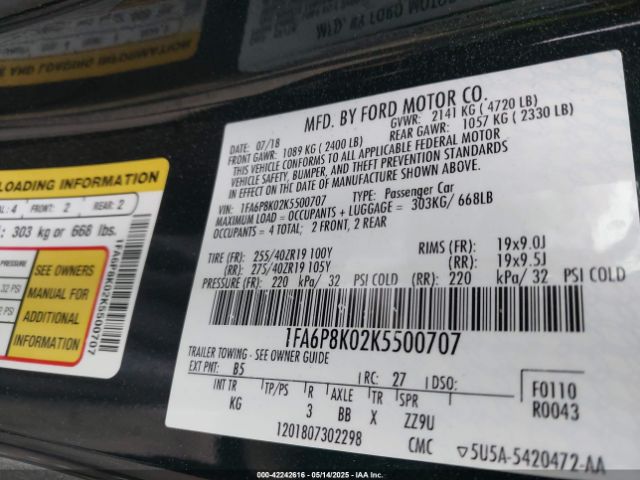 MFD. BY FORD MOTOR CO.
DATE: 07/18 GVWR: 2141 KG ( 4720 LB)
FRONT GAWR: 1089 KG ( 2400 LB) REAR GAWR: 1057 KG ( 2330 LB)
THIS VEHICLE CONFORMS TO ALL APPLICABLE FEDERAL MOTOR
VEHICLE SAFETY, BUMPER, AND THEFT PREVENTION STANDARDS
IN EFFECT ON THE DATE OF MANUFACTURE SHOWN ABOVE.
VIN: 1FA6P8K02K5500707 TYPE: Passenger Car
MAXIMUM LOAD = OCCUPANTS + LUGGAGE = 303KG/ 668LB
OCCUPANTS = 4 TOTAL; 2 FRONT, 2 REAR
TIRE (FR): 255/40ZR19 100Y RIMS (FR): 19x9.0J
(RR): 275/40ZR19 105Y (RR): 19x9.5J
PRESSURE (FR): 220 kPa/ 32 PSI COLD (RR): 220 kPa/ 32 PSI COLD
1FA6P8K02K5500707
TRAILER TOWING - SEE OWNER GUIDE
EXT PNT: B5 RC: 27 DSO:
INT TR TP/PS R AXLE TR SPR
KG 3 BB X ZZ9U
F0110
R0043
1201807302298 CMC ▽5U5A-5420472-AA
LOADING INFORMATION
4 FRONT: 2 REAR: 2
303 kg or 668 lbs.
PRESSURE
32 PSI
SEE OWNERS
MANUAL FOR
ADDITIONAL
INFORMATION
1FA6P8K02K5500707
000-42242616 - 05/14/2025 - IAAI.COM